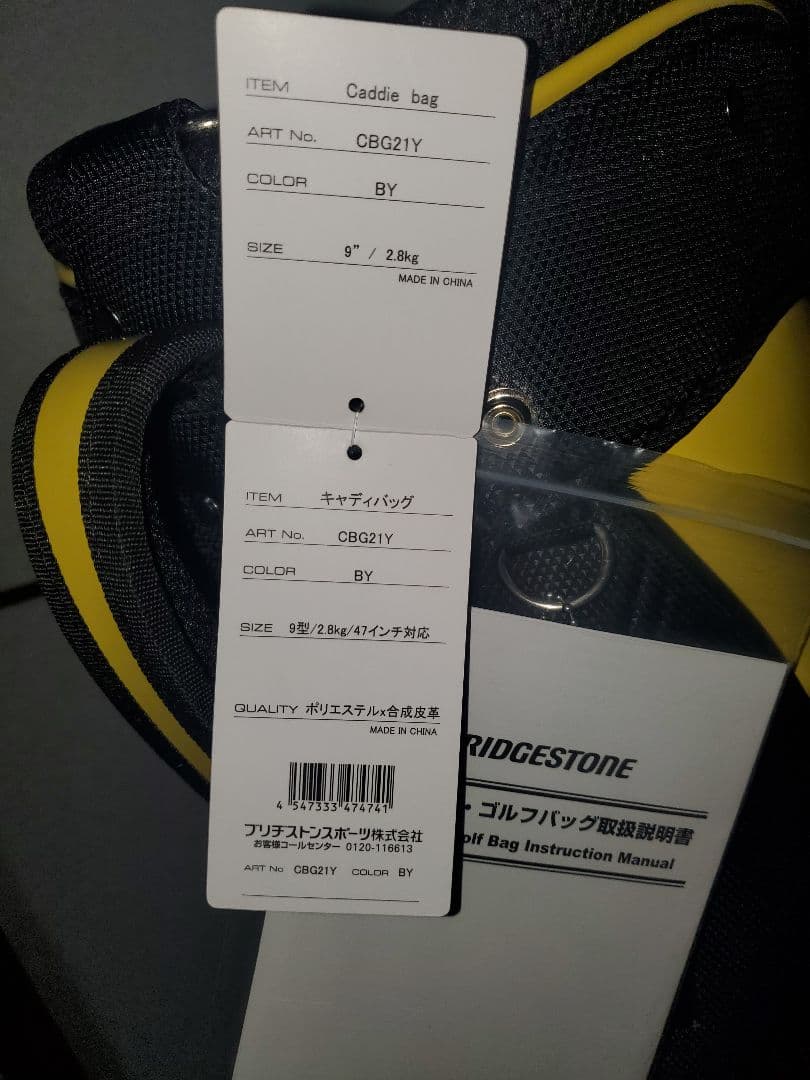 ITEM Caddie bag
ART No. CBG21Y
COLOR BY
SIZE 9" / 2.8kg
MADE IN CHINA
ITEM キャディバッグ
ART No. CBG21Y
COLOR BY
SIZE 9型/2.8kg/47インチ対応
QUALITY ポリエステルx合成皮革
MADE IN CHINA
4 547333 474741
ブリヂストンスポーツ株式会社
お客様コールセンター 0120-116613
ART No CBG21Y COLOR BY
RIDGESTONE
・ゴルフバッグ取扱説明書
olf Bag Instruction Manual